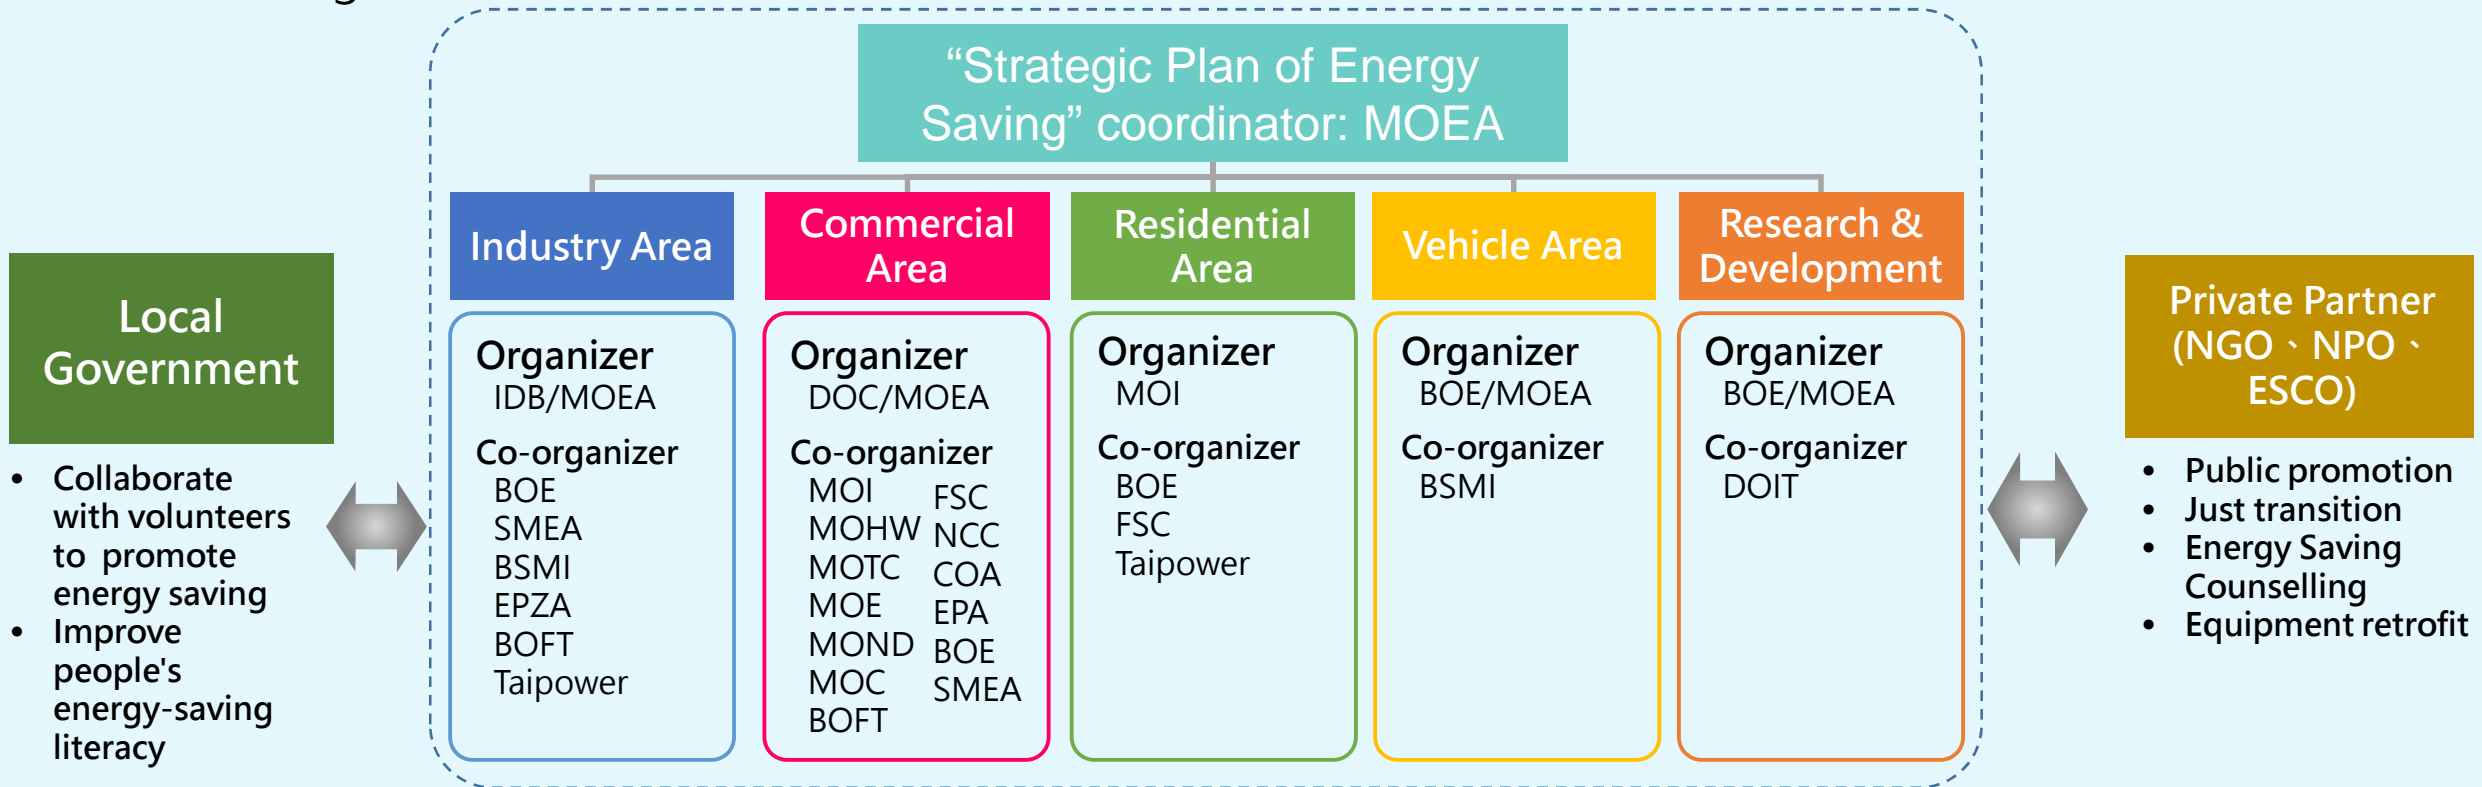 “Strategic Plan of Energy
Saving” coordinator: MOEA
Local
Government
• Collaborate
with volunteers
to promote
energy saving
• Improve
people's
energy-saving
literacy
Industry Area
Organizer
IDB/MOEA
Co-organizer
BOE
SMEA
BSMI
EPZA
BOFT
Taipower
Commercial
Area
Organizer
DOC/MOEA
Co-organizer
MOI
MOHW
MOTC
MOE
MOND
MOC
BOFT
FSC
NCC
COA
EPA
BOE
SMEA
Residential
Area
Organizer
MOI
Co-organizer
BOE
FSC
Taipower
Vehicle Area
Organizer
BOE/MOEA
Co-organizer
BSMI
Research &
Development
Organizer
BOE/MOEA
Co-organizer
DOIT
Private Partner
(NGO、NPO、
ESCO)
• Public promotion
• Just transition
• Energy Saving
Counselling
• Equipment retrofit